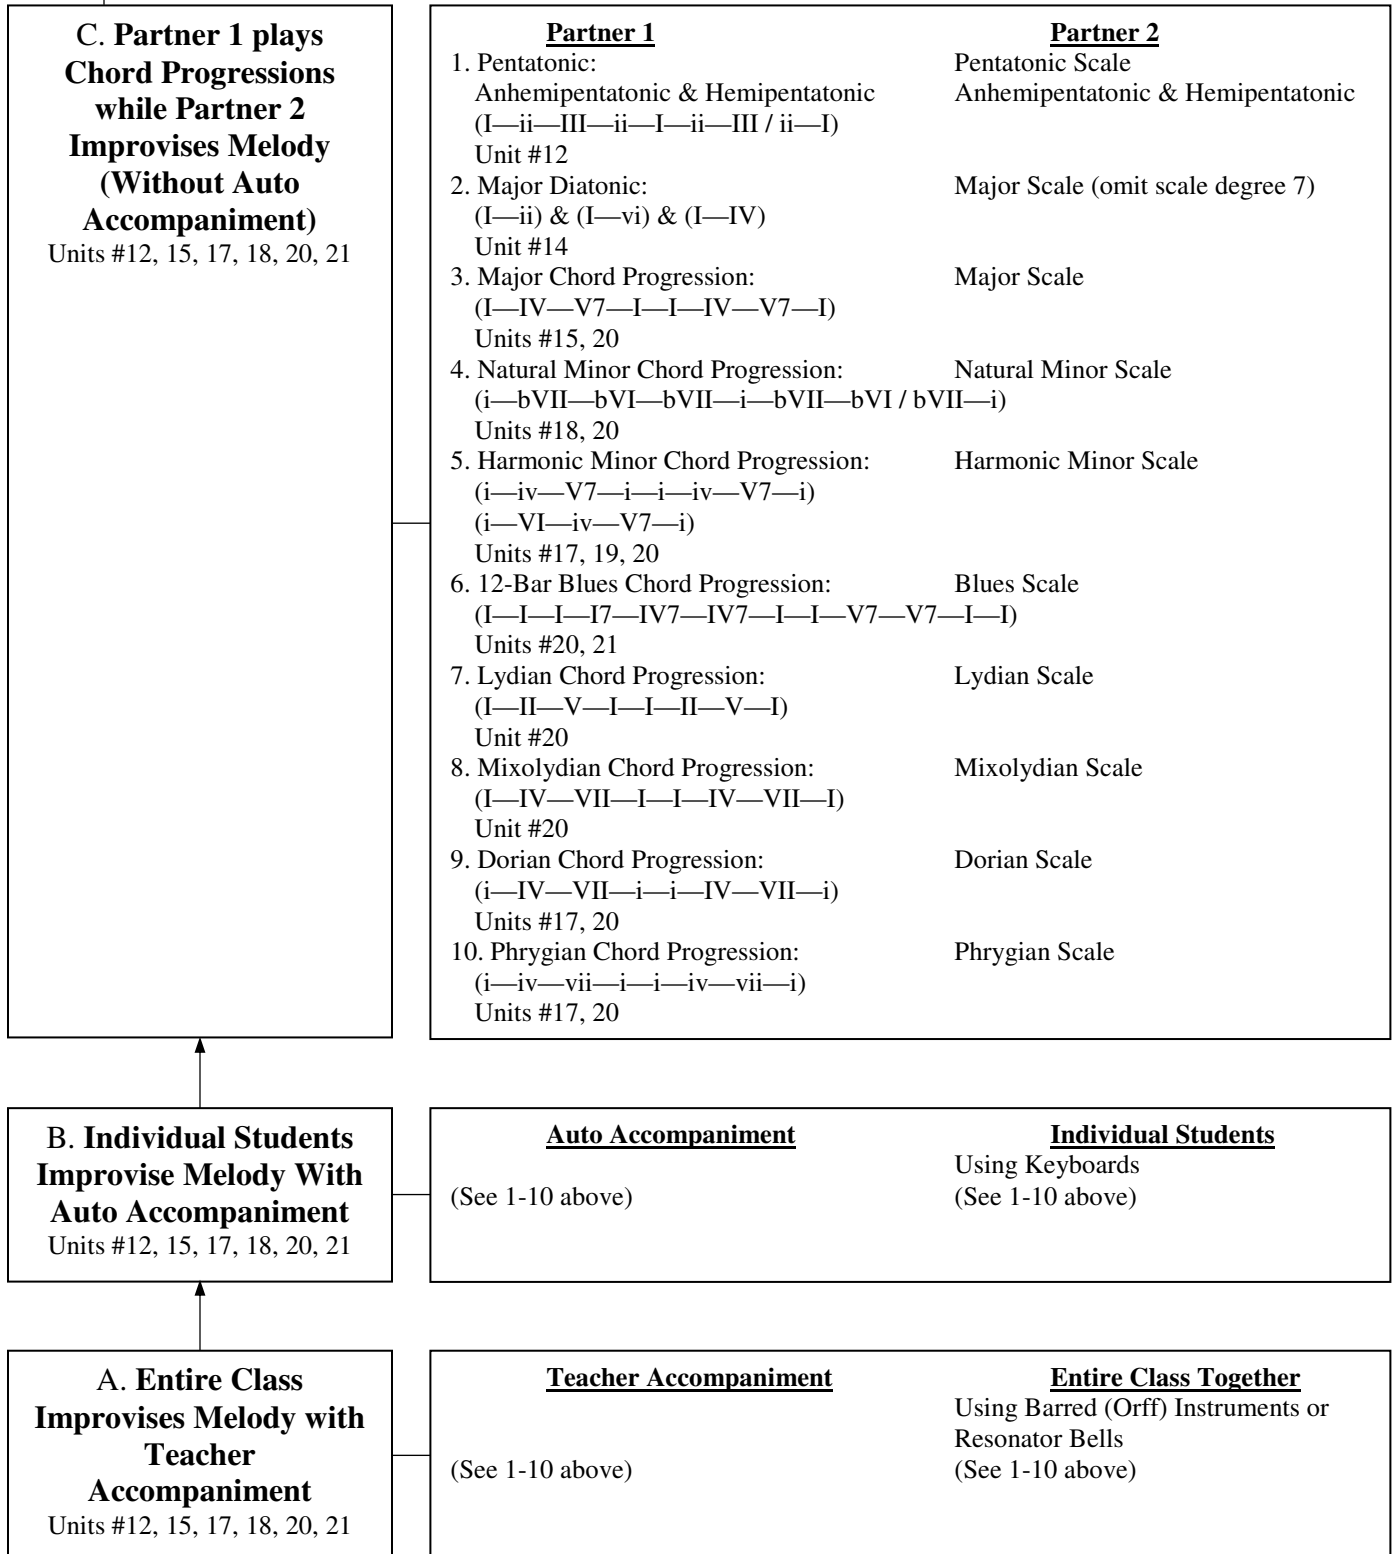 C. Partner 1 plays
Chord Progressions
while Partner 2
Improvises Melody
(Without Auto
Accompaniment)
Units #12, 15, 17, 18, 20, 21
Partner 1 Partner 2
1. Pentatonic: Pentatonic Scale
Anhemipentatonic & Hemipentatonic Anhemipentatonic & Hemipentatonic
(I—ii—III—ii—I—ii—III / ii—I)
Unit #12
2. Major Diatonic: Major Scale (omit scale degree 7)
(I—ii) & (I—vi) & (I—IV)
Unit #14
3. Major Chord Progression: Major Scale
(I—IV—V7—I—I—IV—V7—I)
Units #15, 20
4. Natural Minor Chord Progression: Natural Minor Scale
(i—bVII—bVI—bVII—i—bVII—bVI / bVII—i)
Units #18, 20
5. Harmonic Minor Chord Progression: Harmonic Minor Scale
(i—iv—V7—i—i—iv—V7—i)
(i—VI—iv—V7—i)
Units #17, 19, 20
6. 12-Bar Blues Chord Progression: Blues Scale
(I—I—I—I7—IV7—IV7—I—I—V7—V7—I—I)
Units #20, 21
7. Lydian Chord Progression: Lydian Scale
(I—II—V—I—I—II—V—I)
Unit #20
8. Mixolydian Chord Progression: Mixolydian Scale
(I—IV—VII—I—I—IV—VII—I)
Unit #20
9. Dorian Chord Progression: Dorian Scale
(i—IV—VII—i—i—IV—VII—i)
Units #17, 20
10. Phrygian Chord Progression: Phrygian Scale
(i—iv—vii—i—i—iv—vii—i)
Units #17, 20
B. Individual Students
Improvise Melody With
Auto Accompaniment
Units #12, 15, 17, 18, 20, 21
Auto Accompaniment Individual Students
Using Keyboards
(See 1-10 above) (See 1-10 above)
A. Entire Class
Improvises Melody with
Teacher
Accompaniment
Units #12, 15, 17, 18, 20, 21
Teacher Accompaniment Entire Class Together
Using Barred (Orff) Instruments or
Resonator Bells
(See 1-10 above) (See 1-10 above)